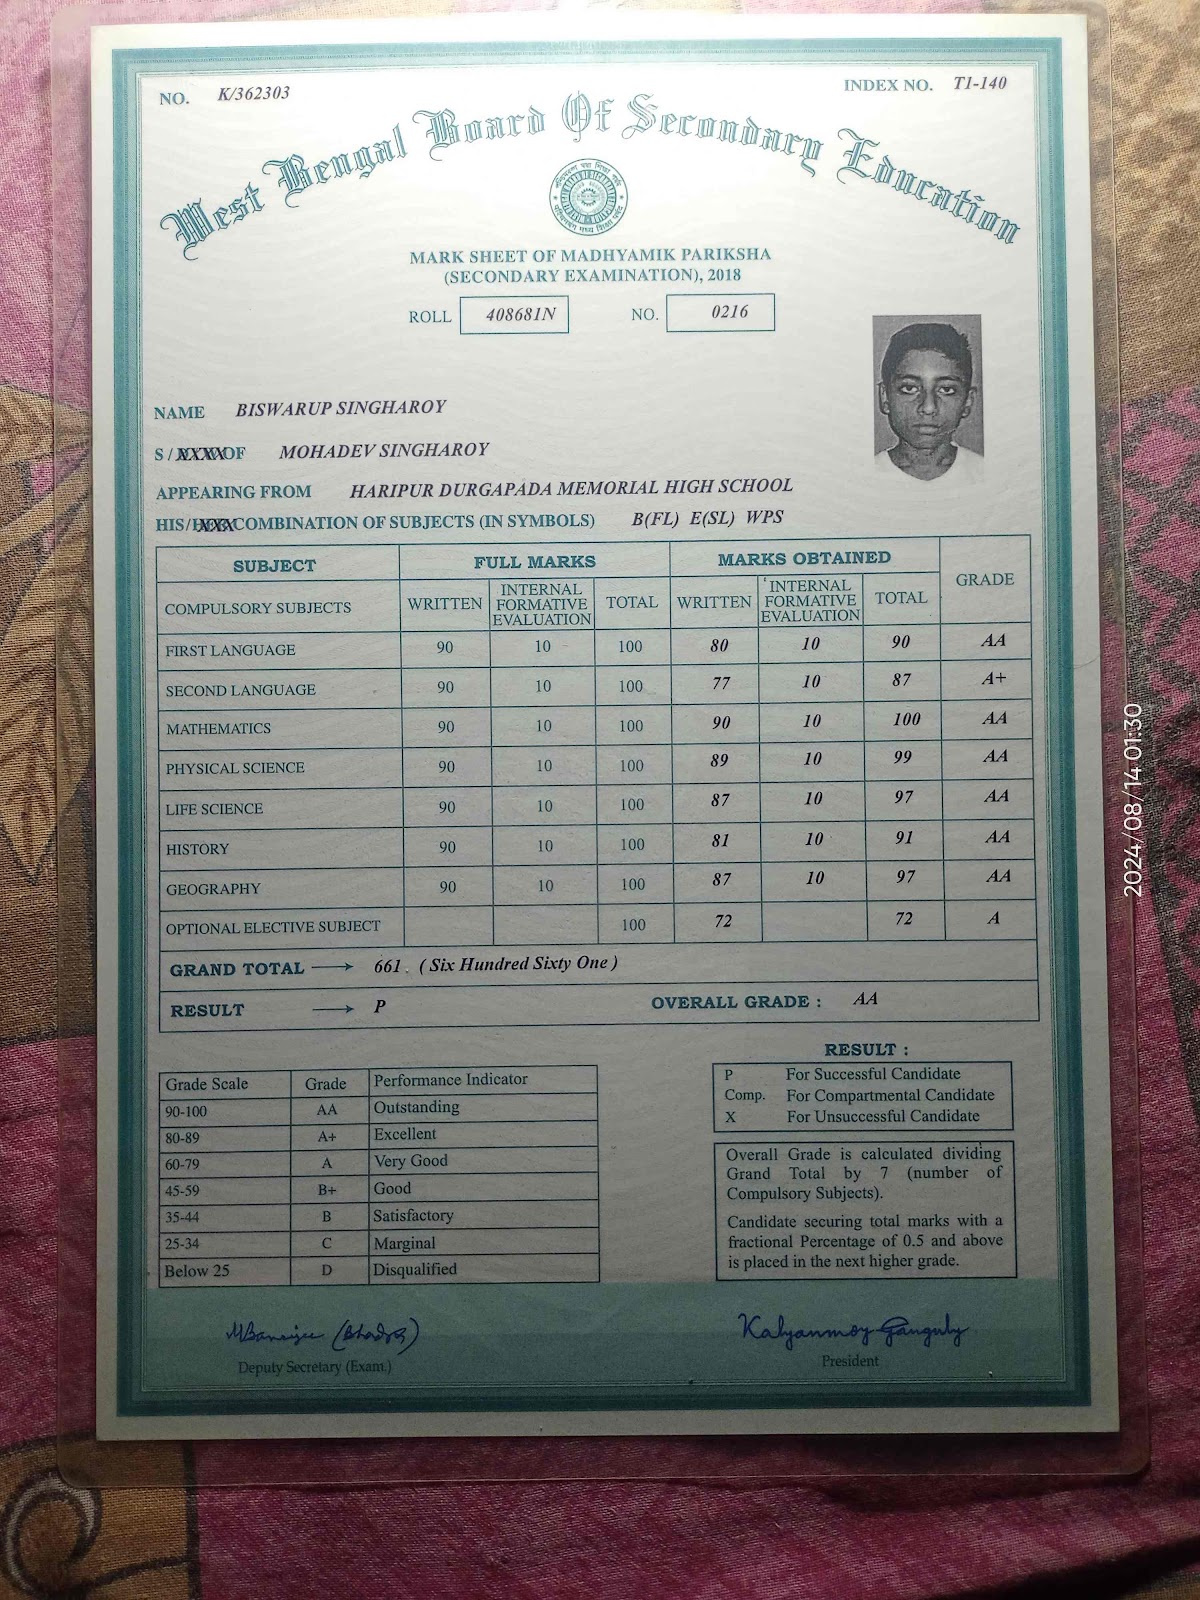 NO. K/362303 INDEX NO. T1-140
West Bengal Board Of Secondary Education
MARK SHEET OF MADHYAMIK PARIKSHA
(SECONDARY EXAMINATION), 2018
ROLL 408681N NO. 0216
NAME BISWARUP SINGHAROY
S / XXXX OF MOHADEV SINGHAROY
APPEARING FROM HARIPUR DURGAPADA MEMORIAL HIGH SCHOOL
HIS/HER COMBINATION OF SUBJECTS (IN SYMBOLS) B(FL) E(SL) WPS
SUBJECT FULL MARKS MARKS OBTAINED GRADE
COMPULSORY SUBJECTS WRITTEN INTERNAL FORMATIVE EVALUATION TOTAL WRITTEN INTERNAL FORMATIVE EVALUATION TOTAL
FIRST LANGUAGE 90 10 100 80 10 90 AA
SECOND LANGUAGE 90 10 100 77 10 87 A+
MATHEMATICS 90 10 100 90 10 100 AA
PHYSICAL SCIENCE 90 10 100 89 10 99 AA
LIFE SCIENCE 90 10 100 87 10 97 AA
HISTORY 90 10 100 81 10 91 AA
GEOGRAPHY 90 10 100 87 10 97 AA
OPTIONAL ELECTIVE SUBJECT 100 72 72 A
GRAND TOTAL → 661 . ( Six Hundred Sixty One )
RESULT → P OVERALL GRADE : AA
Grade Scale Grade Performance Indicator
90-100 AA Outstanding
80-89 A+ Excellent
60-79 A Very Good
45-59 B+ Good
35-44 B Satisfactory
25-34 C Marginal
Below 25 D Disqualified
RESULT :
P For Successful Candidate
Comp. For Compartmental Candidate
X For Unsuccessful Candidate
Overall Grade is calculated dividing
Grand Total by 7 (number of
Compulsory Subjects).
Candidate securing total marks with a
fractional Percentage of 0.5 and above
is placed in the next higher grade.
Kalyanmoy Ganguly
Deputy Secretary (Exam.)
President
2024/08/14 01:30